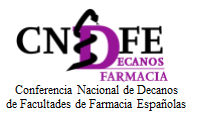 CNDFE
DECANOS
FARMACIA
Conferencia Nacional de Decanos
de Facultades de Farmacia Españolas